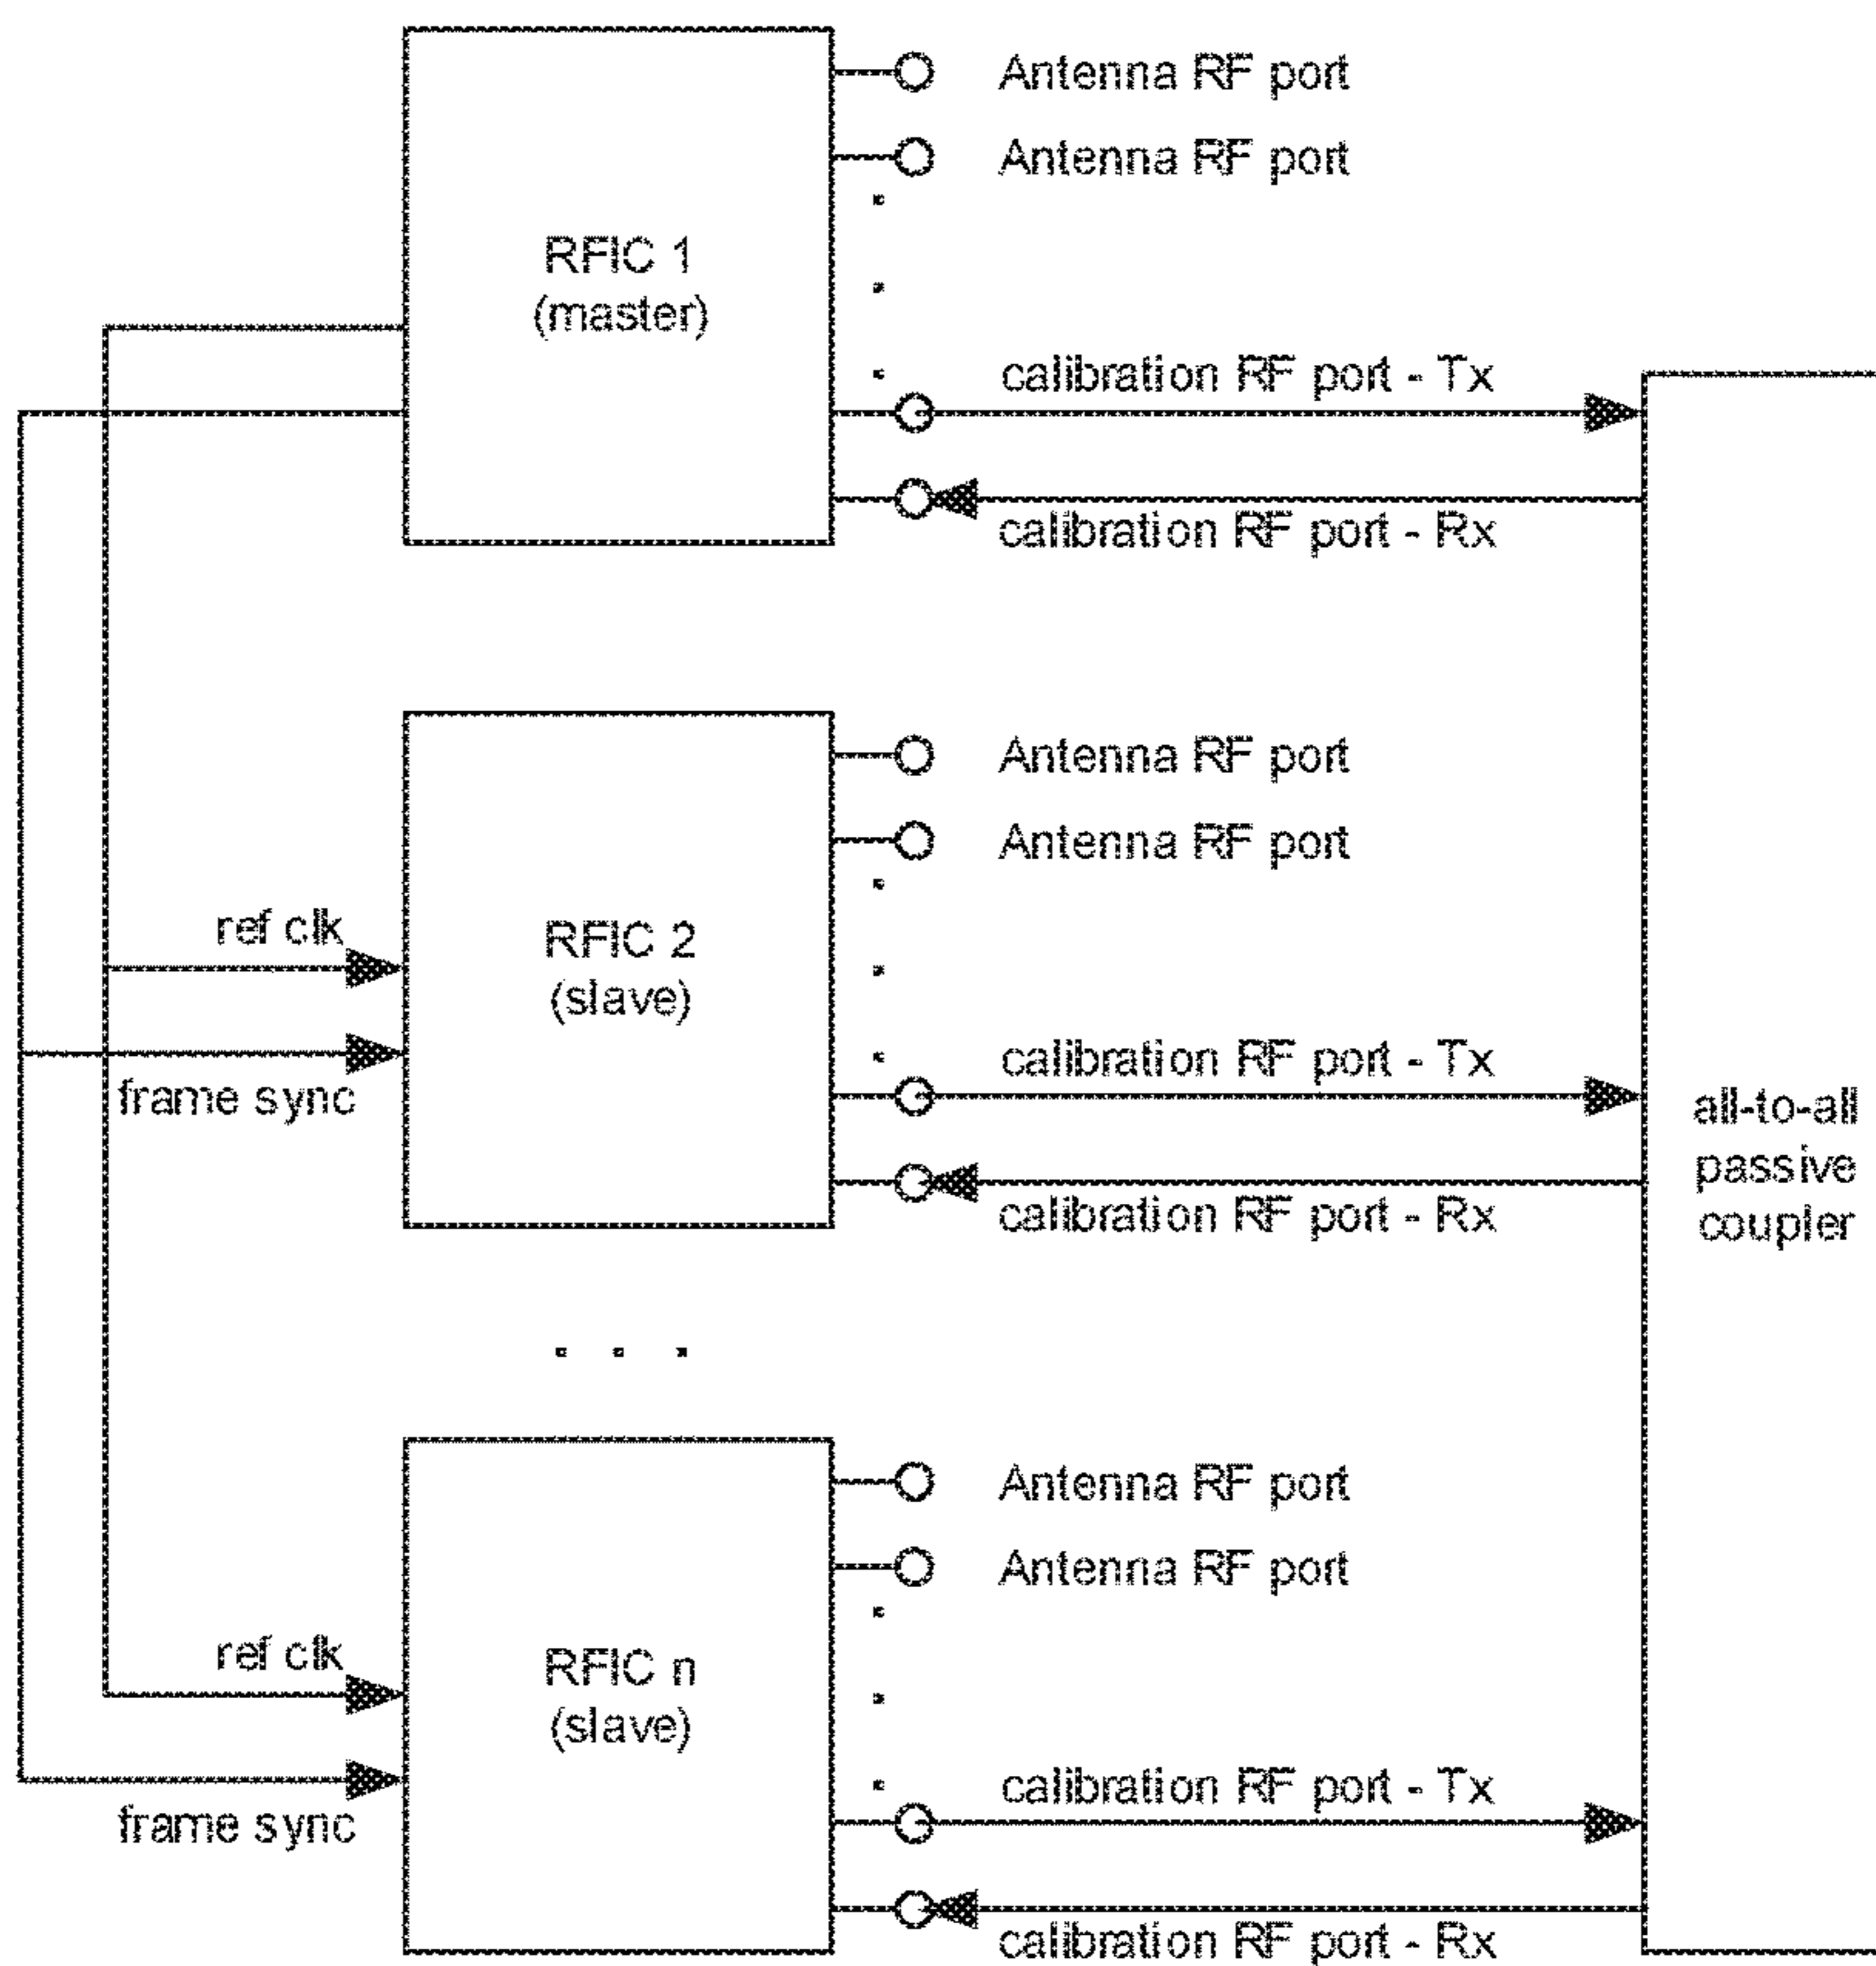 Antenna RF port
Antenna RF port
RFIC 1
(master)
calibration RF port - Tx
calibration RF port - Rx
Antenna RF port
Antenna RF port
ref clk
RFIC 2
(slave)
frame sync
calibration RF port - Tx
calibration RF port - Rx
all-to-all
passive
coupler
Antenna RF port
Antenna RF port
ref clk
RFIC n
(slave)
frame sync
calibration RF port - Tx
calibration RF port - Rx